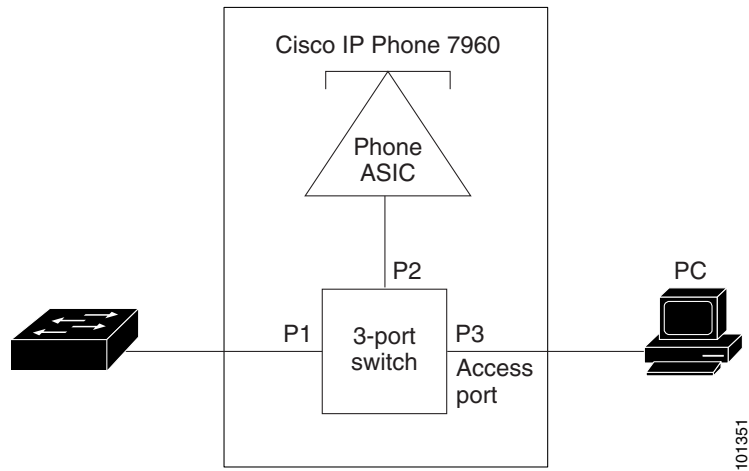 Cisco IP Phone 7960
Phone
ASIC
P2
PC
P1
3-port
switch
P3
Access
port
101351